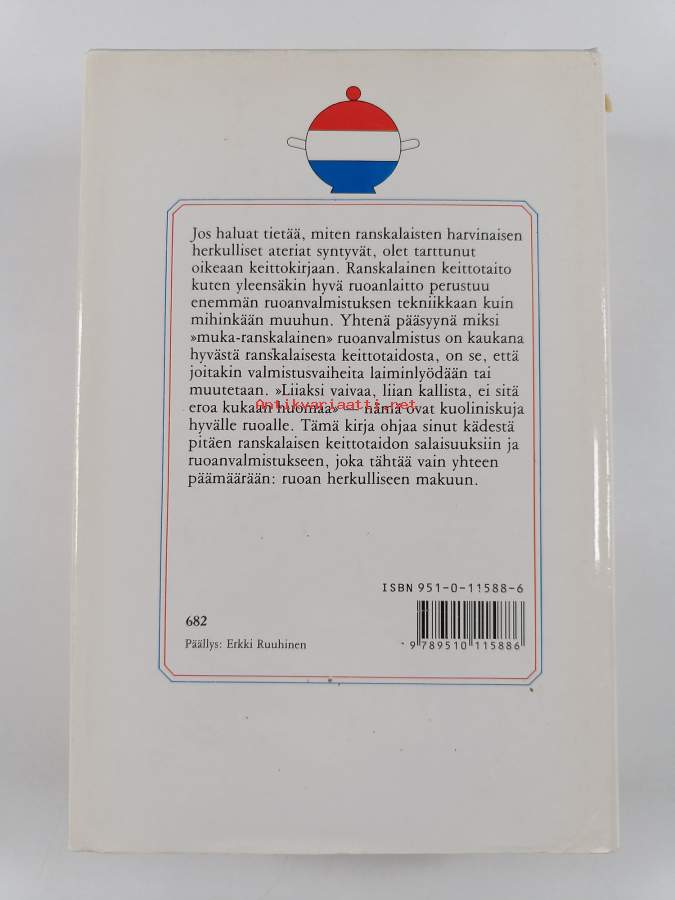 Jos haluat tietää, miten ranskalaisten harvinaisen
herkulliset ateriat syntyvät, olet tarttunut
oikeaan keittokirjaan. Ranskalainen keittotaito
kuten yleensäkin hyvä ruoanlaitto perustuu
enemmän ruoanvalmistuksen tekniikkaan kuin
mihinkään muuhun. Yhtenä pääsyynä miksi
»muka-ranskalainen» ruoanvalmistus on kaukana
hyvästä ranskalaisesta keittotaidosta, on se, että
joitakin valmistusvaiheita laiminlyödään tai
muutetaan. »Liiaksi vaivaa, liian kallista, ei sitä
eroa kukaan huomaa» — nämä ovat kuoliniskuja
Antikvariaatti.net
hyvälle ruoalle. Tämä kirja ohjaa sinut kädestä
pitäen ranskalaisen keittotaidon salaisuuksiin ja
ruoanvalmistukseen, joka tähtää vain yhteen
päämäärään: ruoan herkulliseen makuun.
ISBN 951-0-11588-6
682
Päällys: Erkki Ruuhinen
9 789510 115886